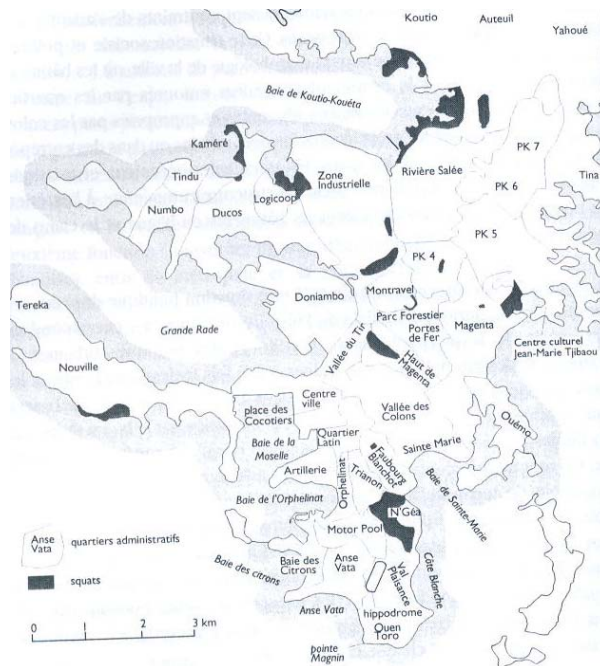 Koutio
Auteuil
Yahoué
Baie de Koutio-Kouéta
Kaméré
Tindu
Numbo
Ducos
Logicoop
Zone
Industrielle
Rivière Salée
PK 7
PK 6
Tina
PK 5
PK 4
Tereka
Nouville
Grande Rade
Doniambo
Montravel
Parc Forestier
Portes
de Fer
Magenta
Centre culturel
Jean-Marie Tjibaou
Vallée du Tir
Haut de
Magenta
Centre
ville
place des
Cocotiers
Vallée des
Colons
Ouémo
Baie de la
Moselle
Quartier
Latin
Sainte Marie
Faubourg
Blanchot
Artillerie
Orphelinat
Trianon
Baie de Sainte-Marie
Baie de l'Orphelinat
N'Géa
Motor Pool
Baie des
Citrons
Anse
Vata
Val
Plaisance
Côte Blanche
Baie des citrons
Anse Vata
hippodrome
Ouen
Toro
pointe
Magnin
Anse
Vata
quartiers administratifs
squats
0 1 2 3 km